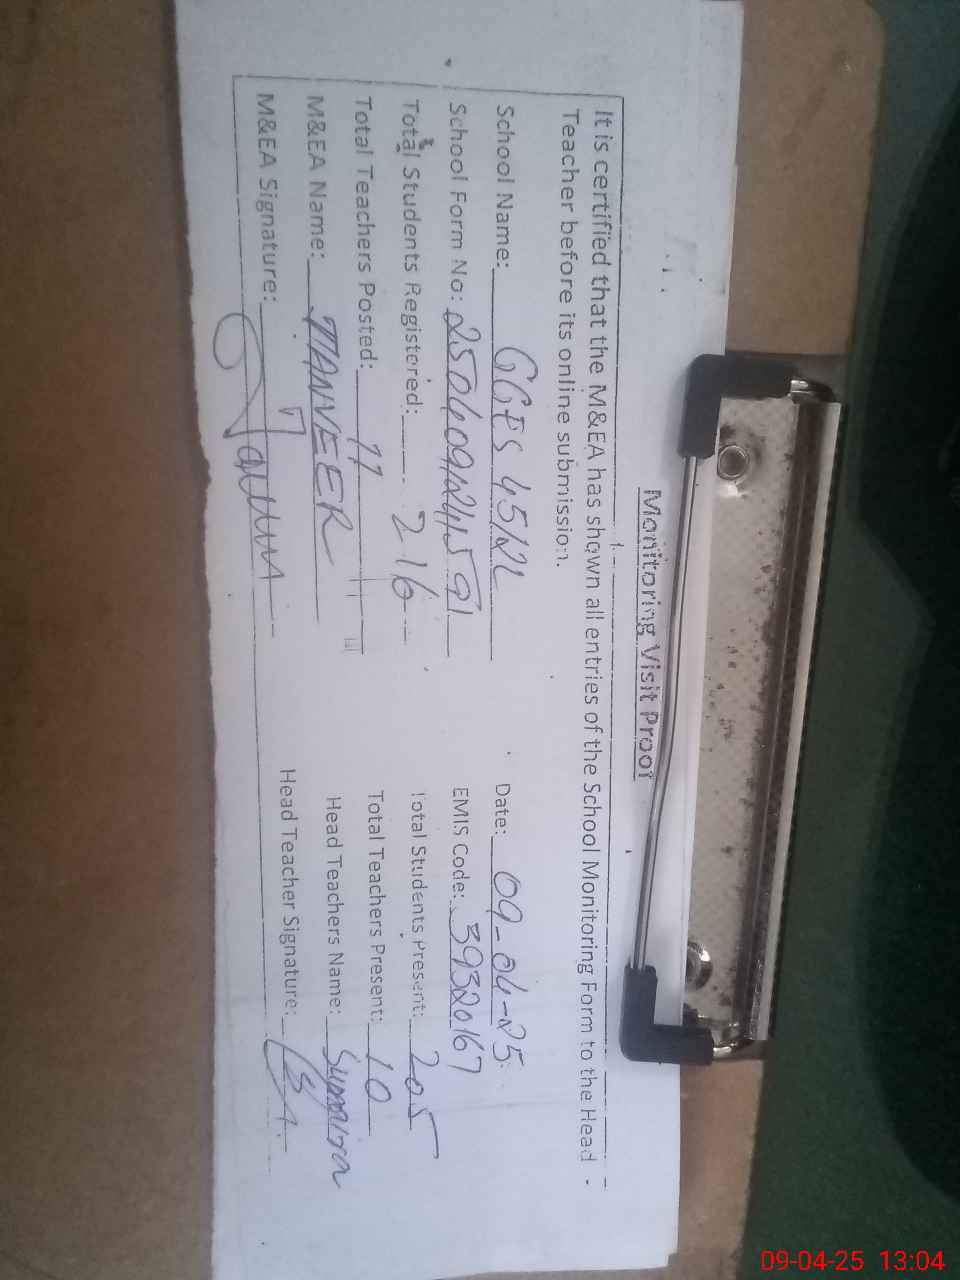 Monitoring Visit Proof
It is certified that the M&EA has shown all entries of the School Monitoring Form to the Head
Teacher before its online submission.
School Name: GGES 45/2L Date: 09-04-25
School Form No: 25040912411591 EMIS Code: 39320167
Total Students Registered: 216 Total Students Present: 205
Total Teachers Posted: 11 Total Teachers Present: 10
M&EA Name: TANVEER Head Teachers Name: Sumaira
M&EA Signature: Head Teacher Signature:
09-04-25 13:04